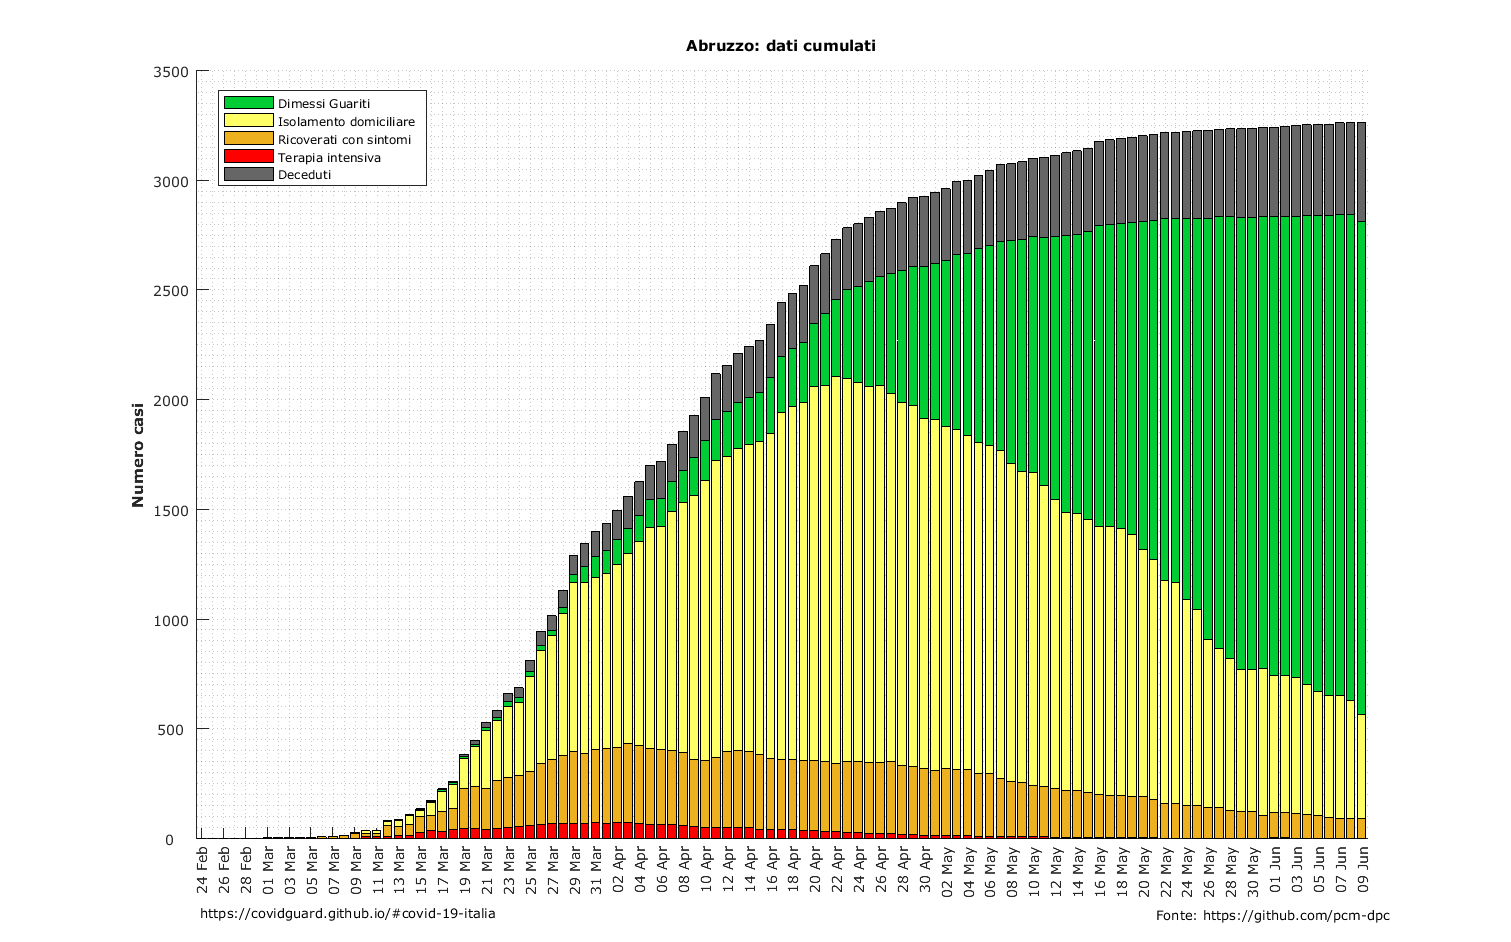 Abruzzo: dati cumulati
3500
3000
2500
2000
1500
1000
500
0
Numero casi
Dimessi Guariti
Isolamento domiciliare
Ricoverati con sintomi
Terapia intensiva
Deceduti
24 Feb
26 Feb
28 Feb
01 Mar
03 Mar
05 Mar
07 Mar
09 Mar
11 Mar
13 Mar
15 Mar
17 Mar
19 Mar
21 Mar
23 Mar
25 Mar
27 Mar
29 Mar
31 Mar
02 Apr
04 Apr
06 Apr
08 Apr
10 Apr
12 Apr
14 Apr
16 Apr
18 Apr
20 Apr
22 Apr
24 Apr
26 Apr
28 Apr
30 Apr
02 May
04 May
06 May
08 May
10 May
12 May
14 May
16 May
18 May
20 May
22 May
24 May
26 May
28 May
30 May
01 Jun
03 Jun
05 Jun
07 Jun
09 Jun
https://covidguard.github.io/#covid-19-italia
Fonte: https://github.com/pcm-dpc